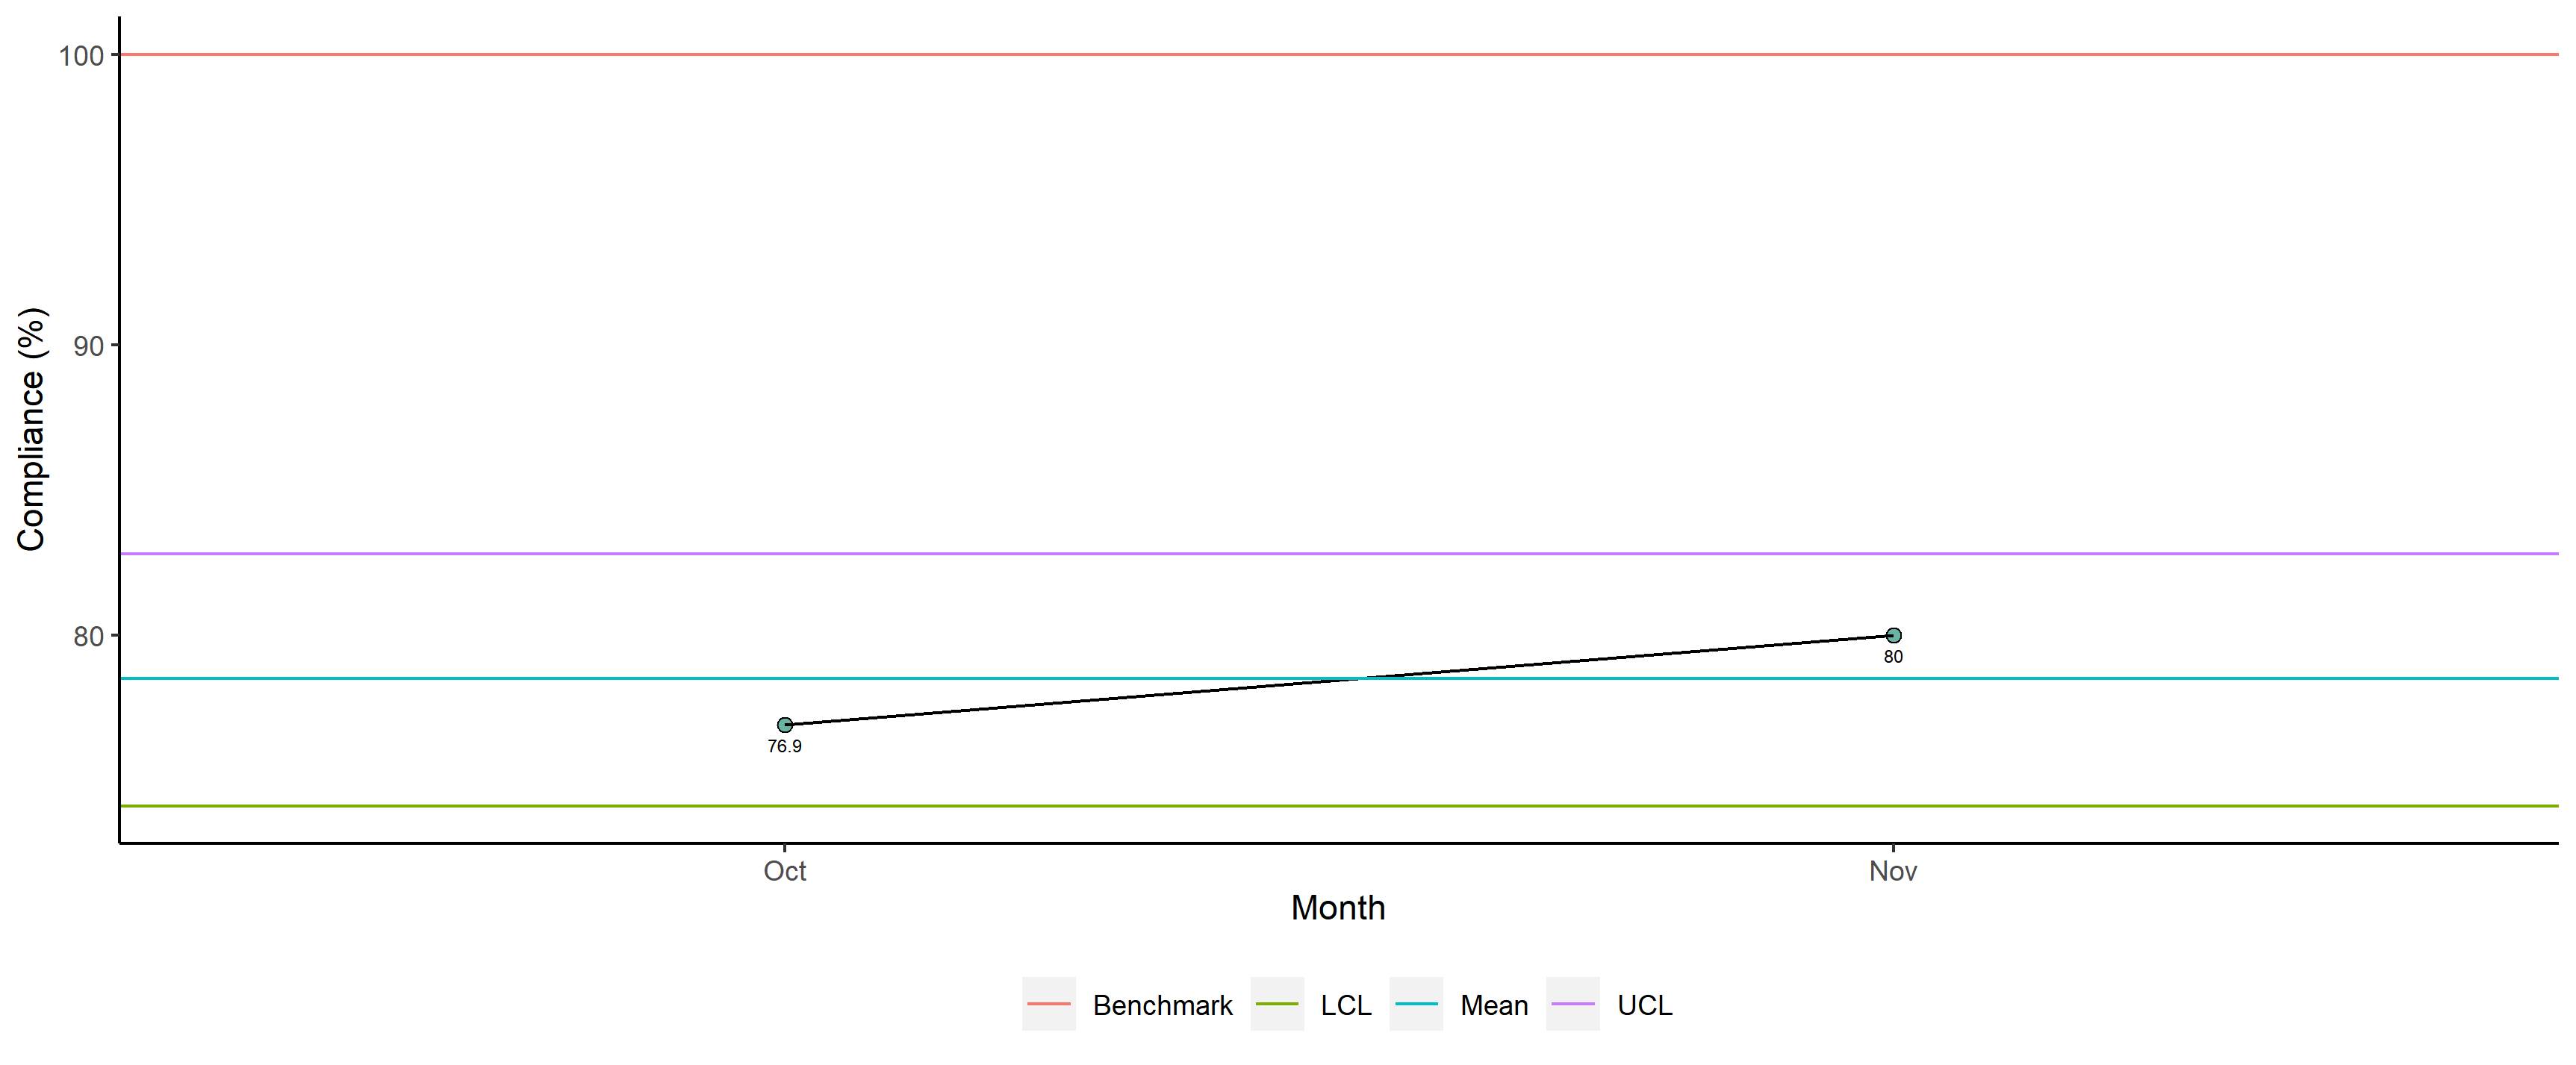 Compliance (%)
100
90
80
76.9
80
Oct
Nov
Month
Benchmark
LCL
Mean
UCL